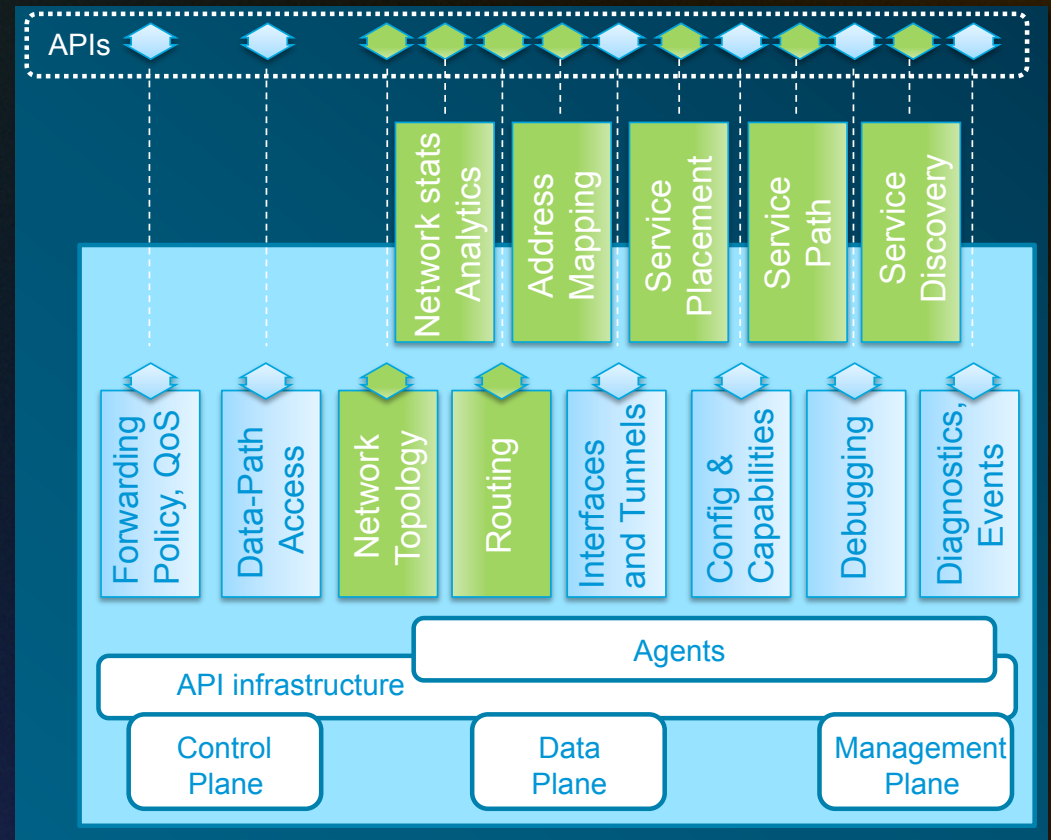 APIs
Network stats
Analytics
Address
Mapping
Service
Placement
Service
Path
Service
Discovery
Forwarding
Policy, QoS
Data-Path
Access
Network
Topology
Routing
Interfaces
and Tunnels
Config &
Capabilities
Debugging
Diagnostics,
Events
Agents
API infrastructure
Control
Plane
Data
Plane
Management
Plane